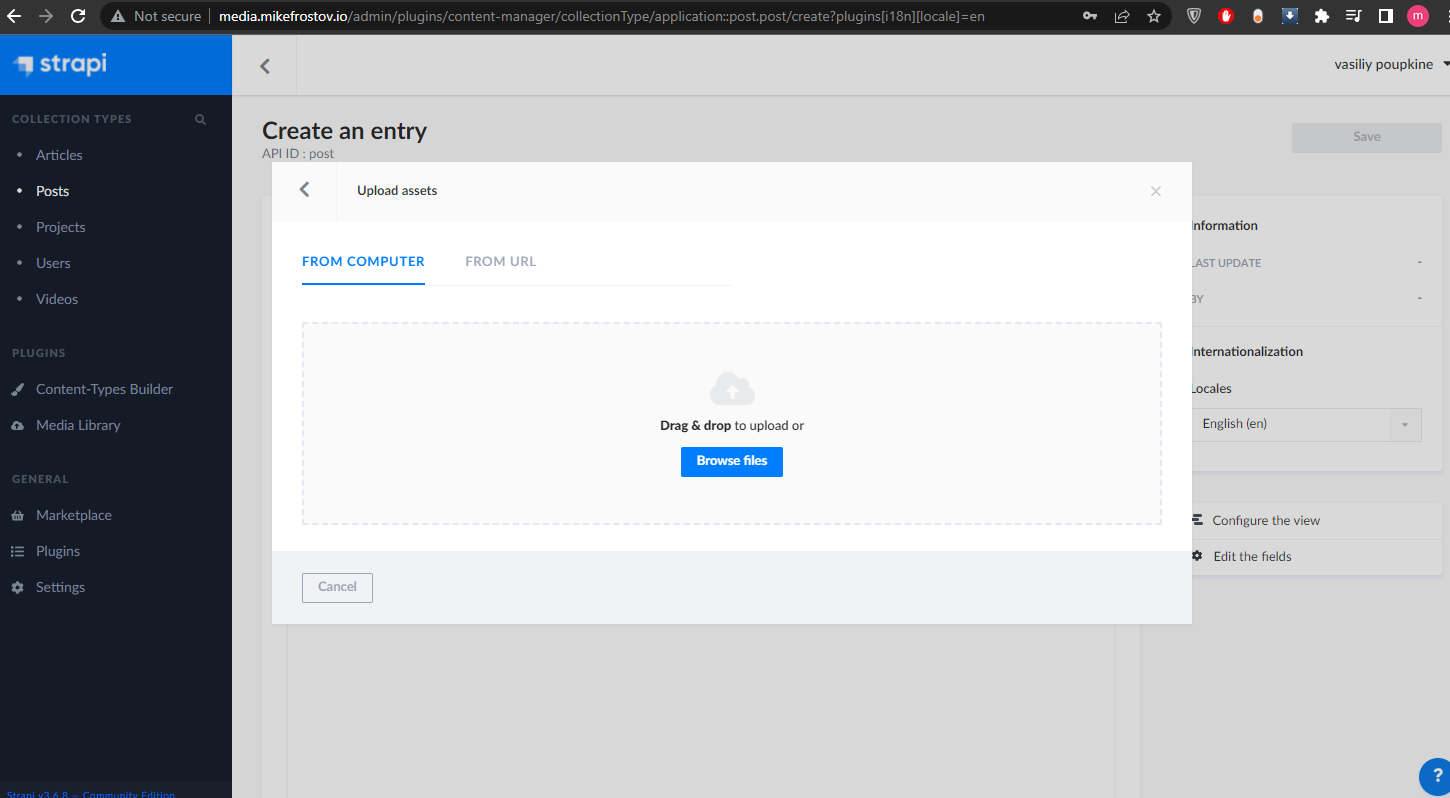 Not secure media.mikefrostov.io/admin/plugins/content-manager/collectionType/application::post.post/create?plugins[i18n][locale]=en
m
strapi
vasiliy poupkine
COLLECTION TYPES
Articles
Posts
Projects
Users
Videos
PLUGINS
Content-Types Builder
Media Library
GENERAL
Marketplace
Plugins
Settings
Strapi v3.6.8 — Community Edition
Create an entry
API ID : post
Save
Upload assets
FROM COMPUTER FROM URL
Drag & drop to upload or
Browse files
Cancel
Information
LAST UPDATE -
BY -
Internationalization
Locales
English (en)
Configure the view
Edit the fields
?